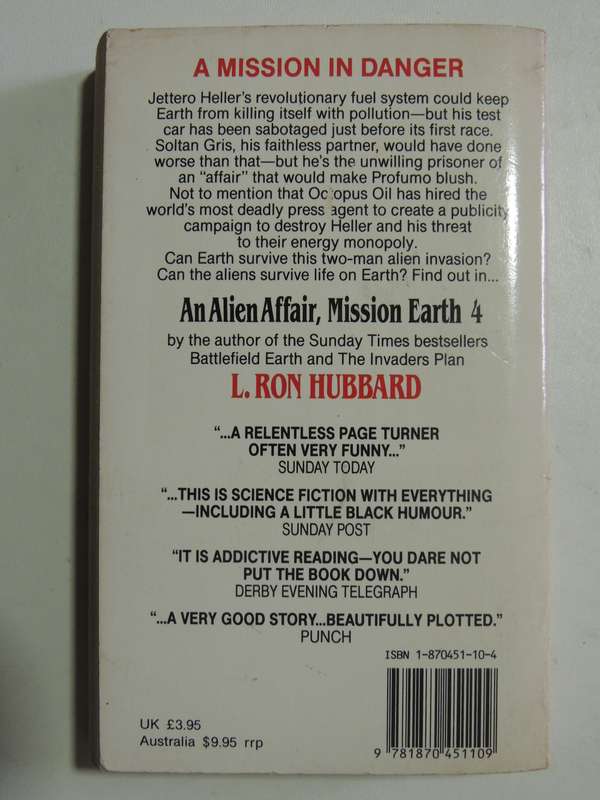 A MISSION IN DANGER
Jettero Heller's revolutionary fuel system could keep
Earth from killing itself with pollution—but his test
car has been sabotaged just before its first race.
Soltan Gris, his faithless partner, would have done
worse than that—but he's the unwilling prisoner of
an "affair" that would make Profumo blush.
Not to mention that Octopus Oil has hired the
world's most deadly press agent to create a publicity
campaign to destroy Heller and his threat
to their energy monopoly.
Can Earth survive this two-man alien invasion?
Can the aliens survive life on Earth? Find out in...
An Alien Affair, Mission Earth 4
by the author of the Sunday Times bestsellers
Battlefield Earth and The Invaders Plan
L. RON HUBBARD
"...A RELENTLESS PAGE TURNER
OFTEN VERY FUNNY..."
SUNDAY TODAY
"...THIS IS SCIENCE FICTION WITH EVERYTHING
—INCLUDING A LITTLE BLACK HUMOUR."
SUNDAY POST
"IT IS ADDICTIVE READING—YOU DARE NOT
PUT THE BOOK DOWN."
DERBY EVENING TELEGRAPH
"...A VERY GOOD STORY...BEAUTIFULLY PLOTTED."
PUNCH
ISBN 1-870451-10-4
UK £3.95
Australia $9.95 rrp
9 781870 451109